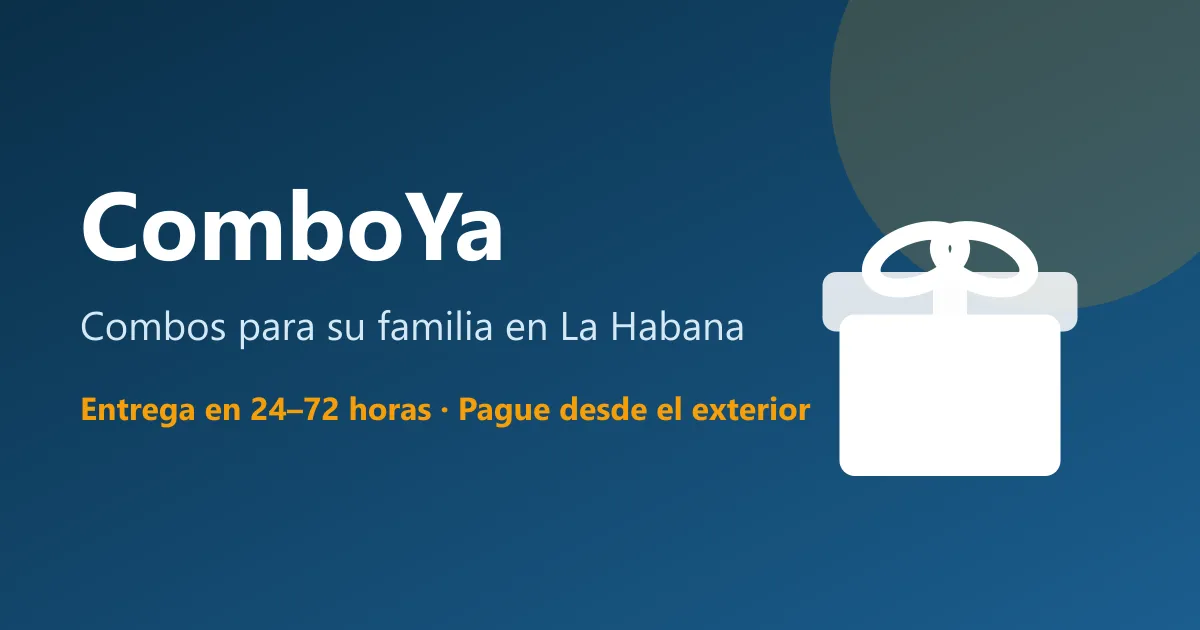 ComboYa
Combos para su familia en La Habana
Entrega en 24–72 horas · Pague desde el exterior